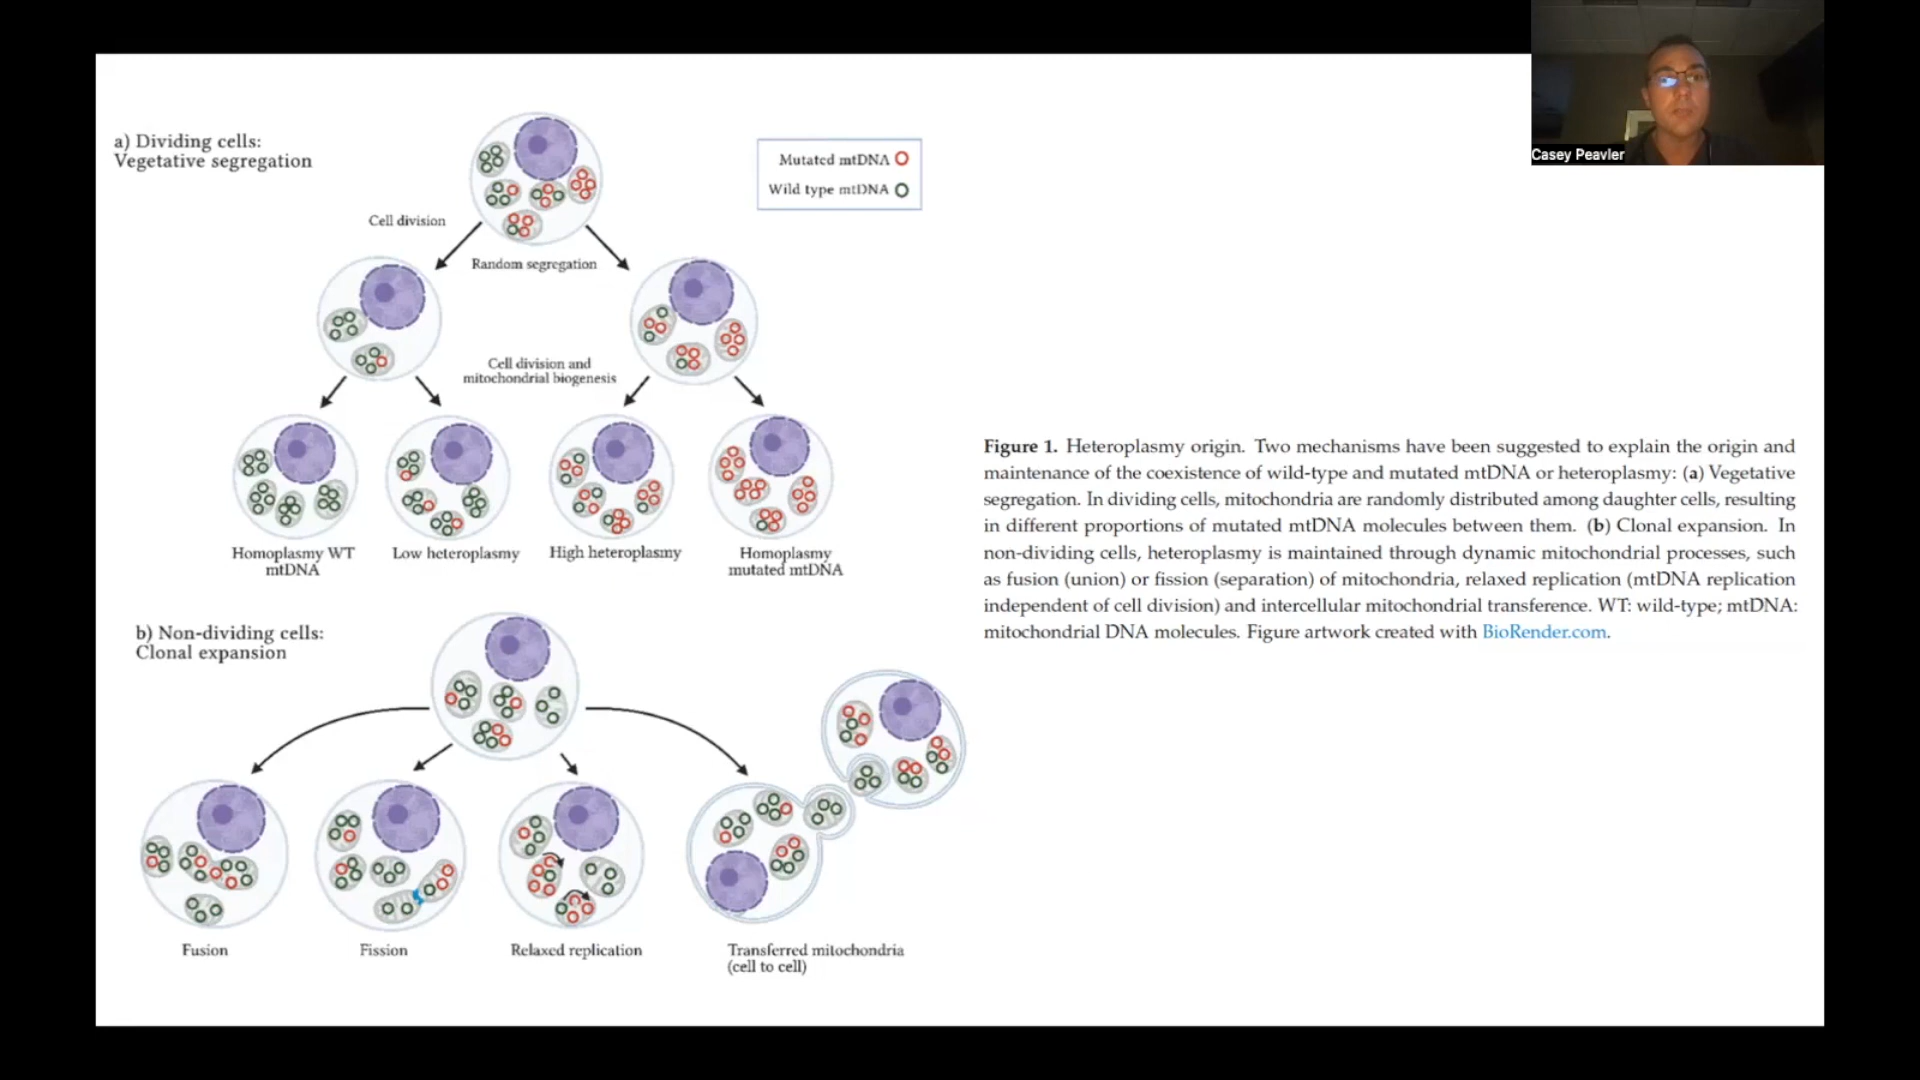 Casey Peavler
a) Dividing cells:
Vegetative segregation
Mutated mtDNA
Wild type mtDNA
Cell division
Random segregation
Cell division and
mitochondrial biogenesis
Homoplasmy WT
mtDNA
Low heteroplasmy
High heteroplasmy
Homoplasmy
mutated mtDNA
b) Non-dividing cells:
Clonal expansion
Fusion
Fission
Relaxed replication
Transferred mitochondria
(cell to cell)
Figure 1. Heteroplasmy origin. Two mechanisms have been suggested to explain the origin and
maintenance of the coexistence of wild-type and mutated mtDNA or heteroplasmy: (a) Vegetative
segregation. In dividing cells, mitochondria are randomly distributed among daughter cells, resulting
in different proportions of mutated mtDNA molecules between them. (b) Clonal expansion. In
non-dividing cells, heteroplasmy is maintained through dynamic mitochondrial processes, such
as fusion (union) or fission (separation) of mitochondria, relaxed replication (mtDNA replication
independent of cell division) and intercellular mitochondrial transference. WT: wild-type; mtDNA:
mitochondrial DNA molecules. Figure artwork created with BioRender.com.